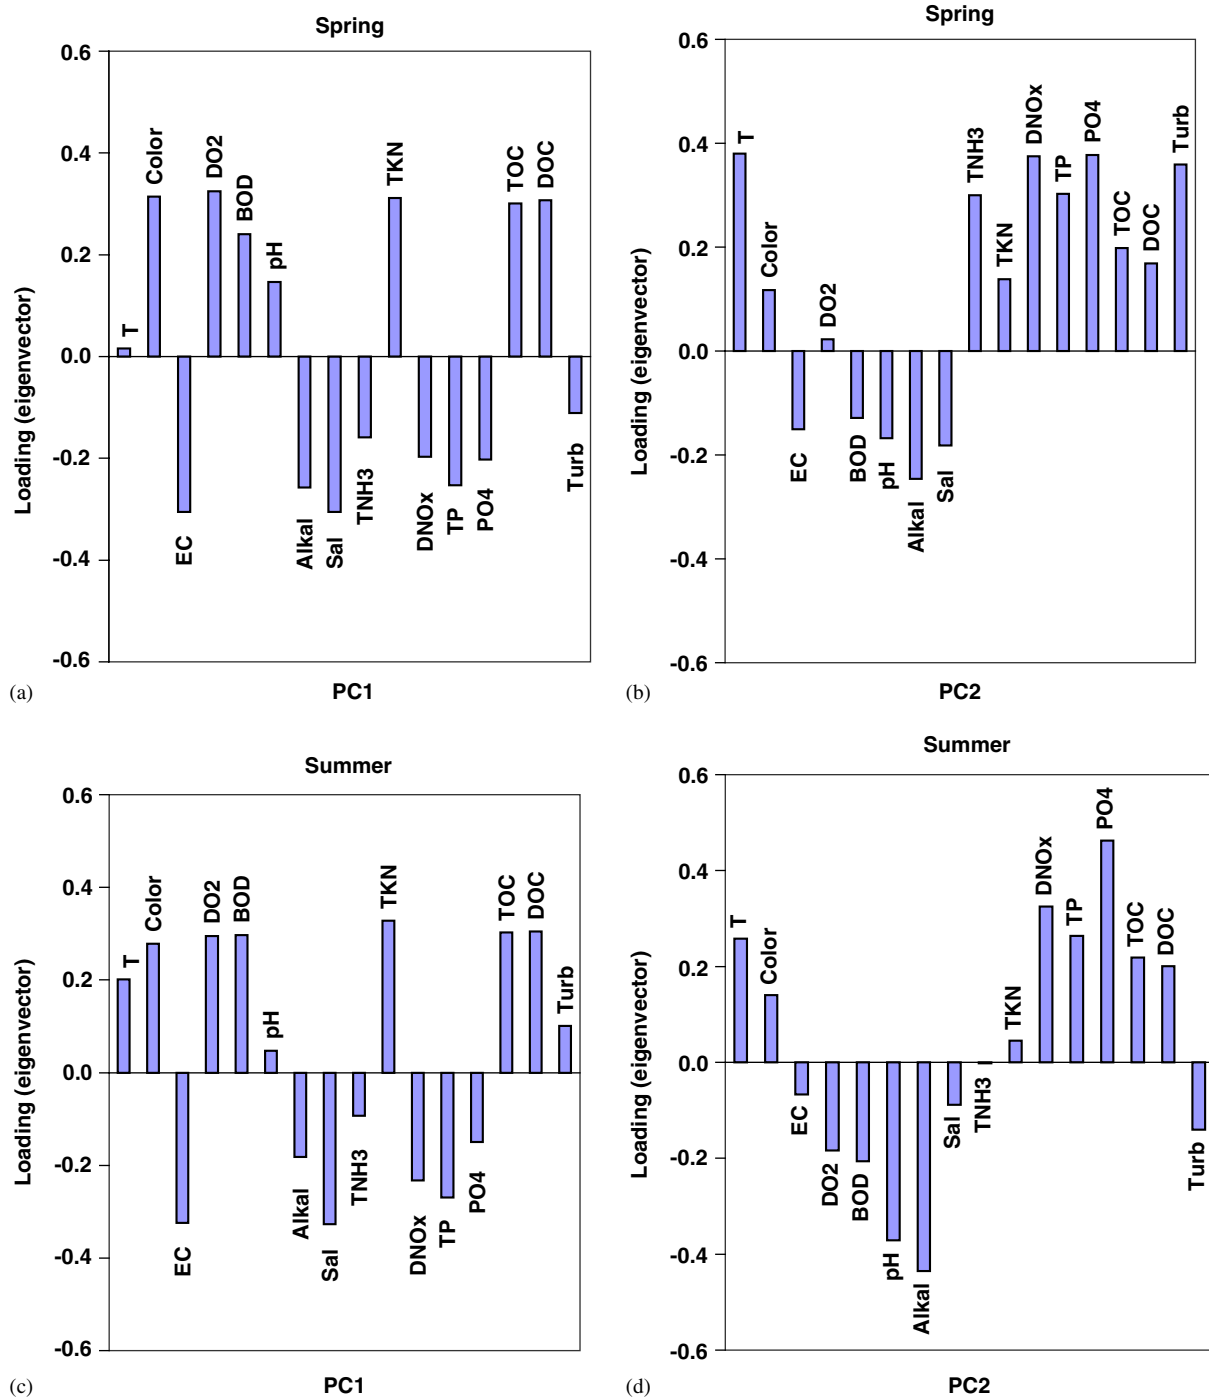 Spring
0.6
0.4
0.2
0.0
-0.2
-0.4
-0.6
Loading (eigenvector)
T
Color
EC
DO2
BOD
pH
Alkal
Sal
TNH3
TKN
DNOx
TP
PO4
TOC
DOC
Turb
(a)
PC1
Spring
0.6
0.4
0.2
0.0
-0.2
-0.4
-0.6
Loading (eigenvector)
T
Color
EC
DO2
BOD
pH
Alkal
Sal
TNH3
TKN
DNOx
TP
PO4
TOC
DOC
Turb
(b)
PC2
Summer
0.6
0.4
0.2
0.0
-0.2
-0.4
-0.6
Loading (eigenvector)
T
Color
EC
DO2
BOD
pH
Alkal
Sal
TNH3
TKN
DNOx
TP
PO4
TOC
DOC
Turb
(c)
PC1
Summer
0.6
0.4
0.2
0.0
-0.2
-0.4
-0.6
Loading (eigenvector)
T
Color
EC
DO2
BOD
pH
Alkal
Sal
TNH3
TKN
DNOx
TP
PO4
TOC
DOC
Turb
(d)
PC2